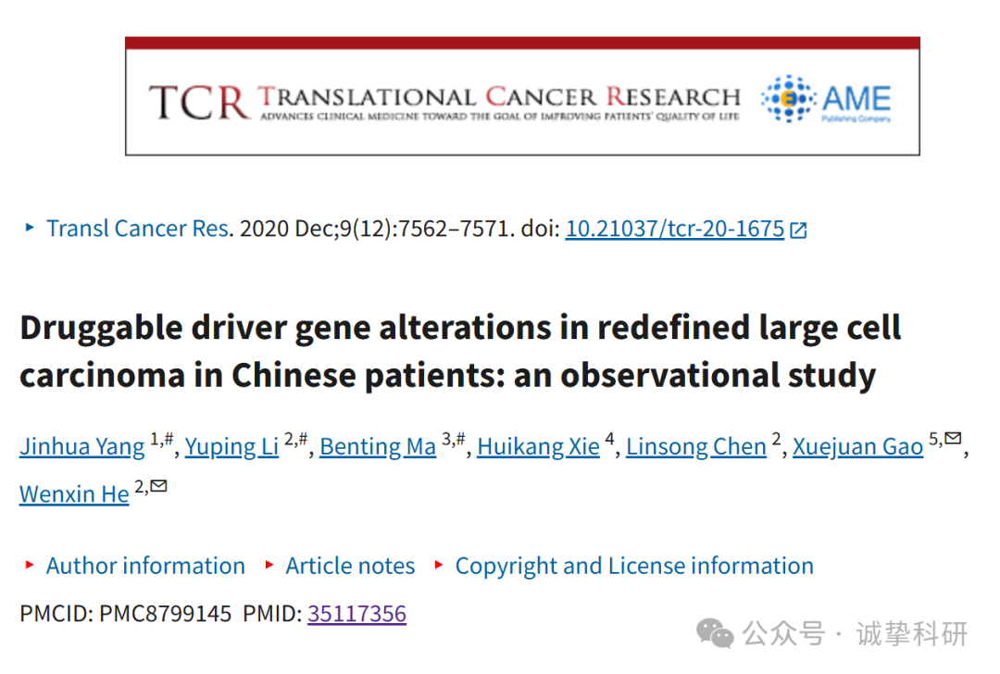 TCR TRANSLATIONAL CANCER RESEARCH
ADVANCES CLINICAL MEDICINE TOWARD THE GOAL OF IMPROVING PATIENTS' QUALITY OF LIFE
AME
Publishing Company
Transl Cancer Res. 2020 Dec;9(12):7562–7571. doi: 10.21037/tcr-20-1675
Druggable driver gene alterations in redefined large cell
carcinoma in Chinese patients: an observational study
Jinhua Yang 1,#, Yuping Li 2,#, Benting Ma 3,#, Huikang Xie 4, Linsong Chen 2, Xuejuan Gao 5,✉,
Wenxin He 2,✉
Author information Article notes Copyright and License information
PMCID: PMC8799145 PMID: 35117356
公众号 · 诚挚科研